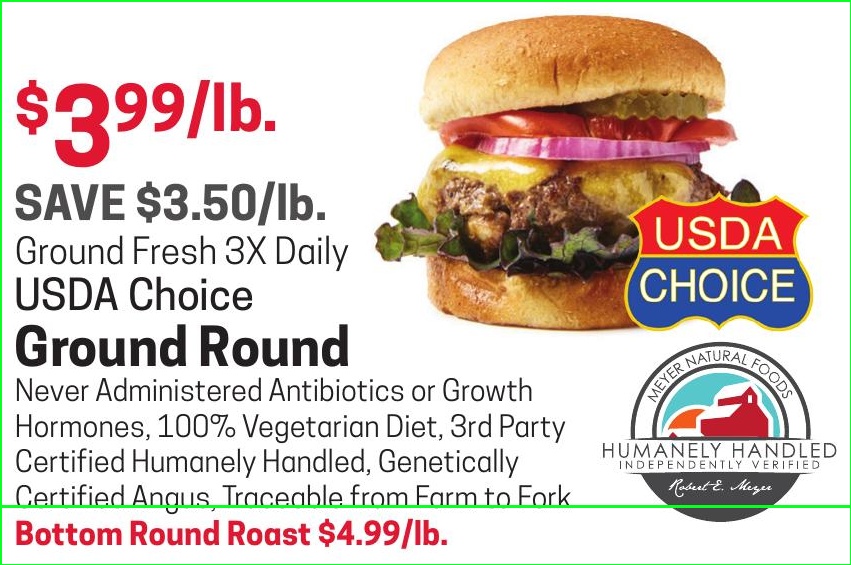 $3.99/lb.
SAVE $3.50/lb.
Ground Fresh 3X Daily
USDA Choice
Ground Round
Never Administered Antibiotics or Growth
Hormones, 100% Vegetarian Diet, 3rd Party
Certified Humanely Handled, Genetically
Certified Angus, Traceable from Farm to Fork
Bottom Round Roast $4.99/lb.
USDA
CHOICE
MEYER NATURAL FOODS
HUMANELY HANDLED
INDEPENDENTLY VERIFIED
Robert E. Meyer